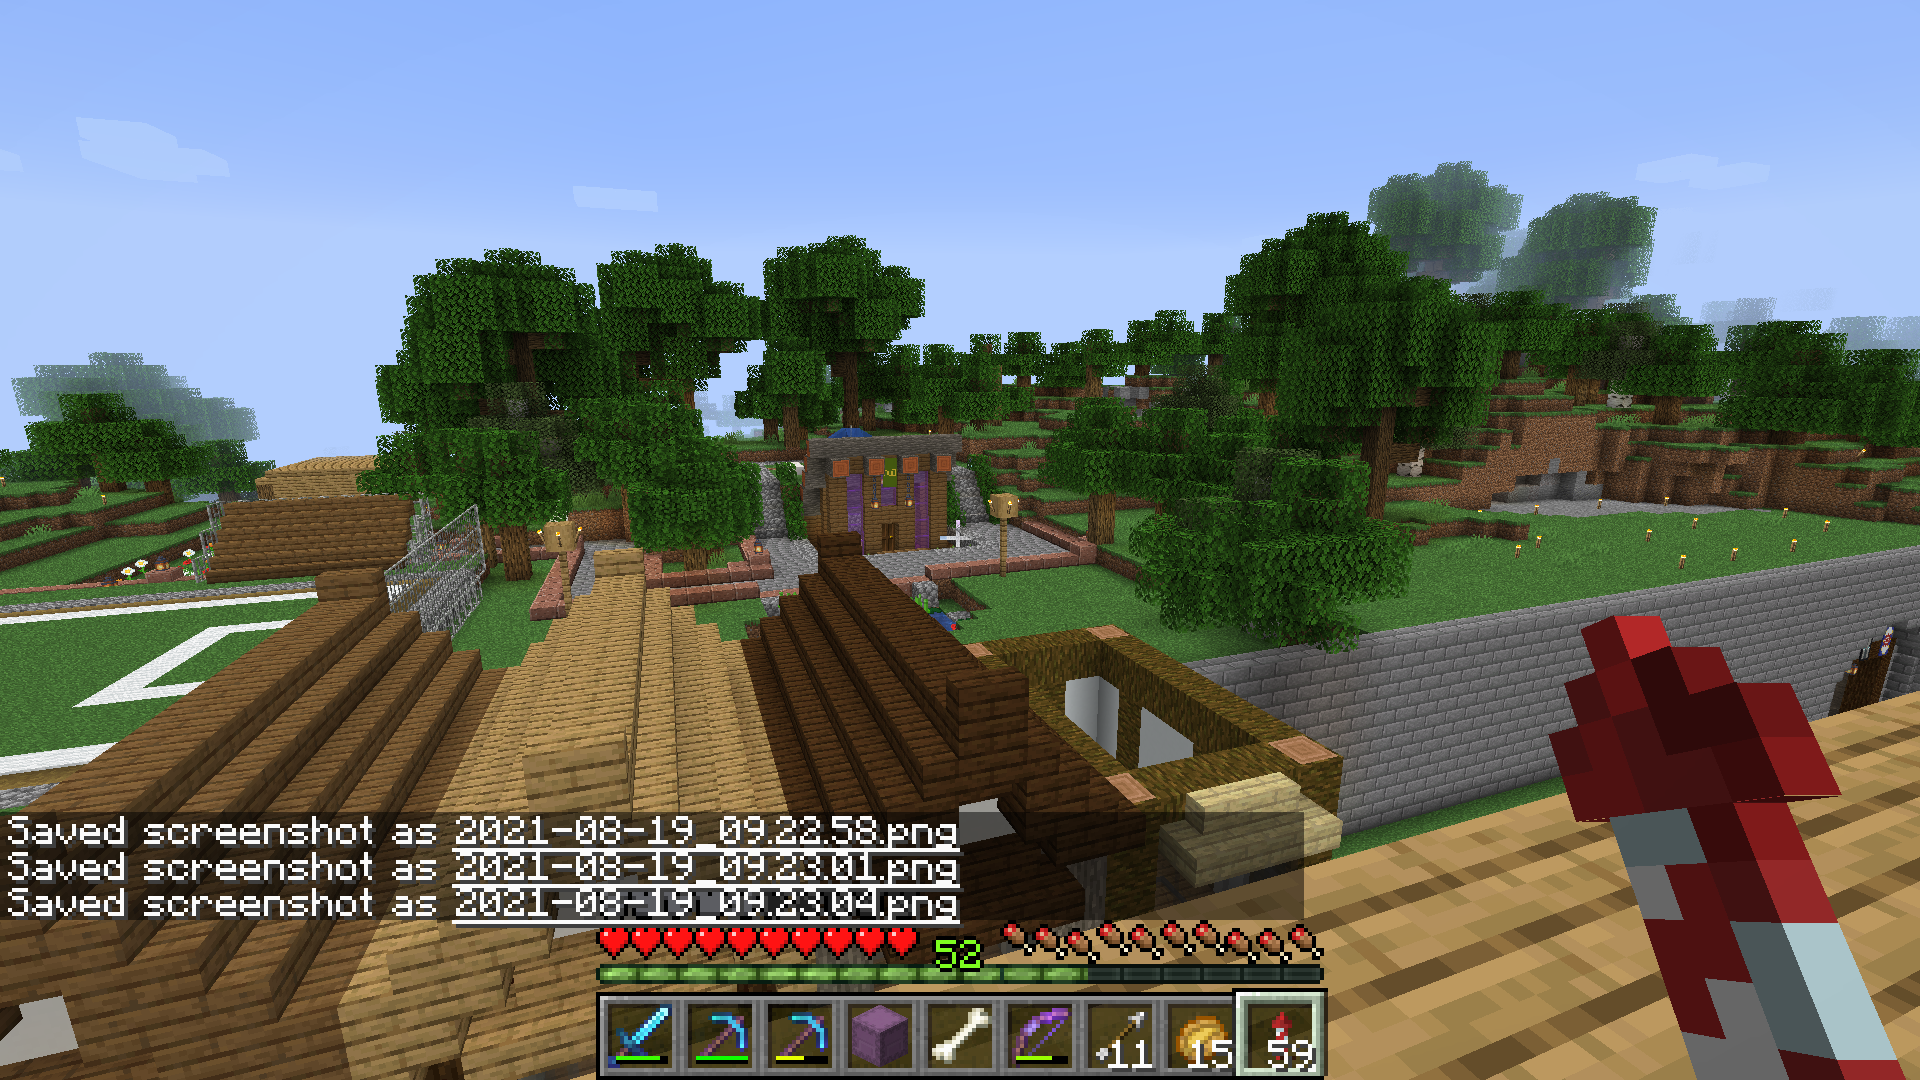 Saved screenshot as 2021-08-19_09.22.58.png
Saved screenshot as 2021-08-19_09.23.01.png
Saved screenshot as 2021-08-19_09.23.04.png
52
11 15 59